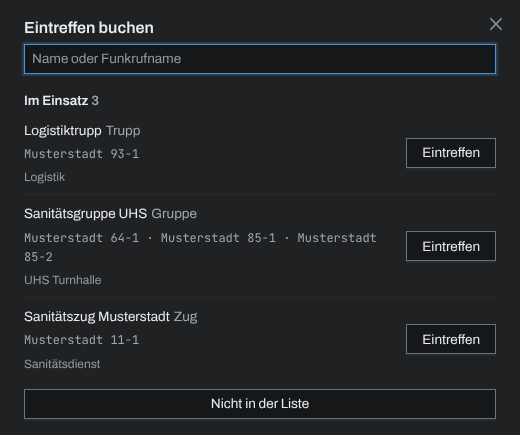 Eintreffen buchen
Name oder Funkrufname
Im Einsatz 3
Logistiktrupp Trupp
Musterstadt 93-1
Eintreffen
Logistik
Sanitätsgruppe UHS Gruppe
Musterstadt 64-1 · Musterstadt 85-1 · Musterstadt
85-2
Eintreffen
UHS Turnhalle
Sanitätszug Musterstadt Zug
Musterstadt 11-1
Eintreffen
Sanitätsdienst
Nicht in der Liste